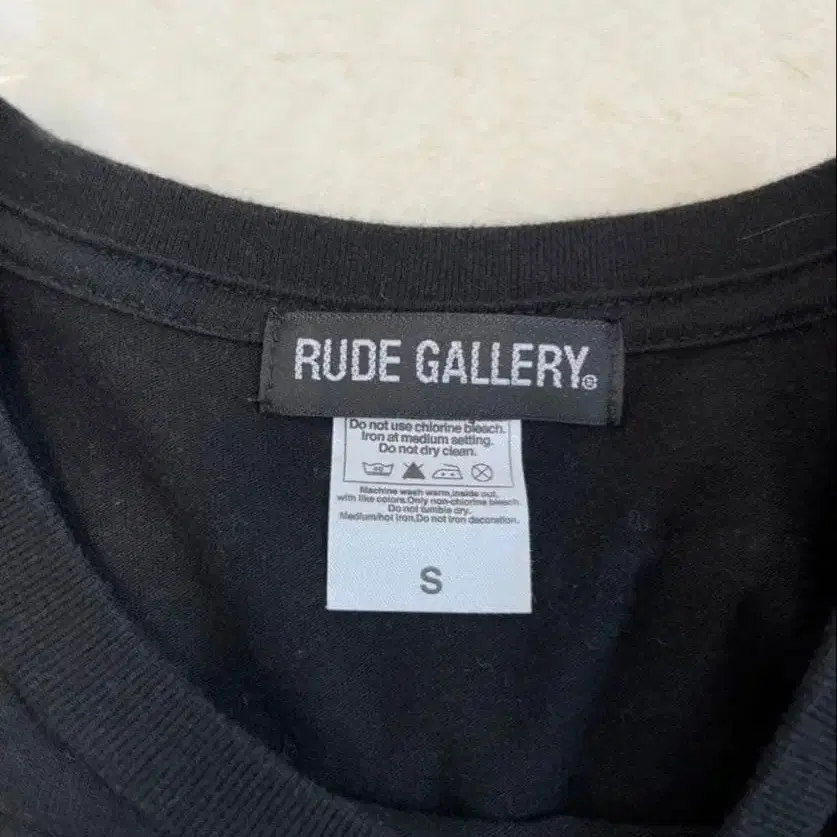 RUDE GALLERY®
Do not use chlorine bleach.
Iron at medium setting.
Do not dry clean.
40
Machine wash warm,inside out,
with like colors.Only non-chlorine bleach.
Do not tumble dry.
Medium/hot iron.Do not iron decoration.
S